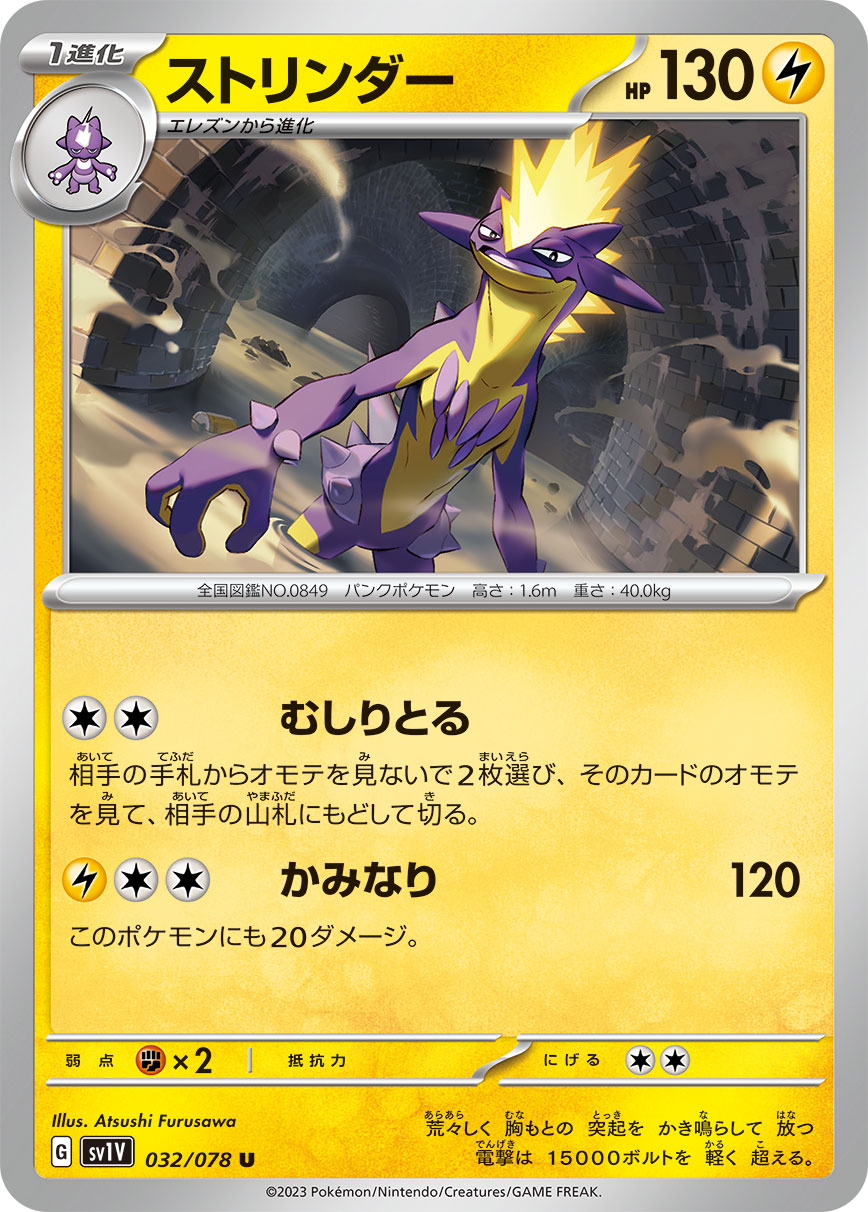 1進化
ストリンダー
HP 130
エレズンから進化
全国図鑑NO.0849 パンクポケモン 高さ：1.6m 重さ：40.0kg
むしりとる
相手の手札からオモテを見ないで2枚選び、そのカードのオモテ
を見て、相手の山札にもどして切る。
かみなり 120
このポケモンにも20ダメージ。
弱点 ×2 抵抗力 にげる
Illus. Atsushi Furusawa
G sv1V 032/078 U
荒々しく 胸もとの 突起を かき鳴らして 放つ
電撃は 15000ボルトを 軽く 超える。
©2023 Pokémon/Nintendo/Creatures/GAME FREAK.